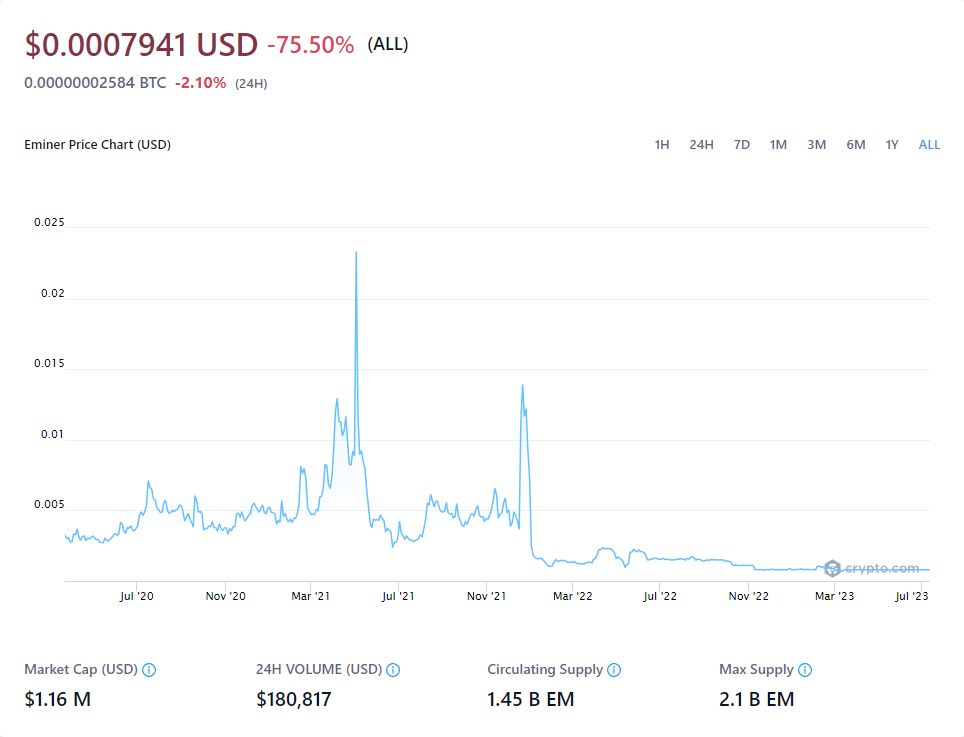 $0.0007941 USD -75.50% (ALL)
0.00000002584 BTC -2.10% (24H)
Eminer Price Chart (USD) 1H 24H 7D 1M 3M 6M 1Y ALL
0.025
0.02
0.015
0.01
0.005
crypto.com
Jul '20 Nov '20 Mar '21 Jul '21 Nov '21 Mar '22 Jul '22 Nov '22 Mar '23 Jul '23
Market Cap (USD) 24H VOLUME (USD) Circulating Supply Max Supply
$1.16 M $180,817 1.45 B EM 2.1 B EM